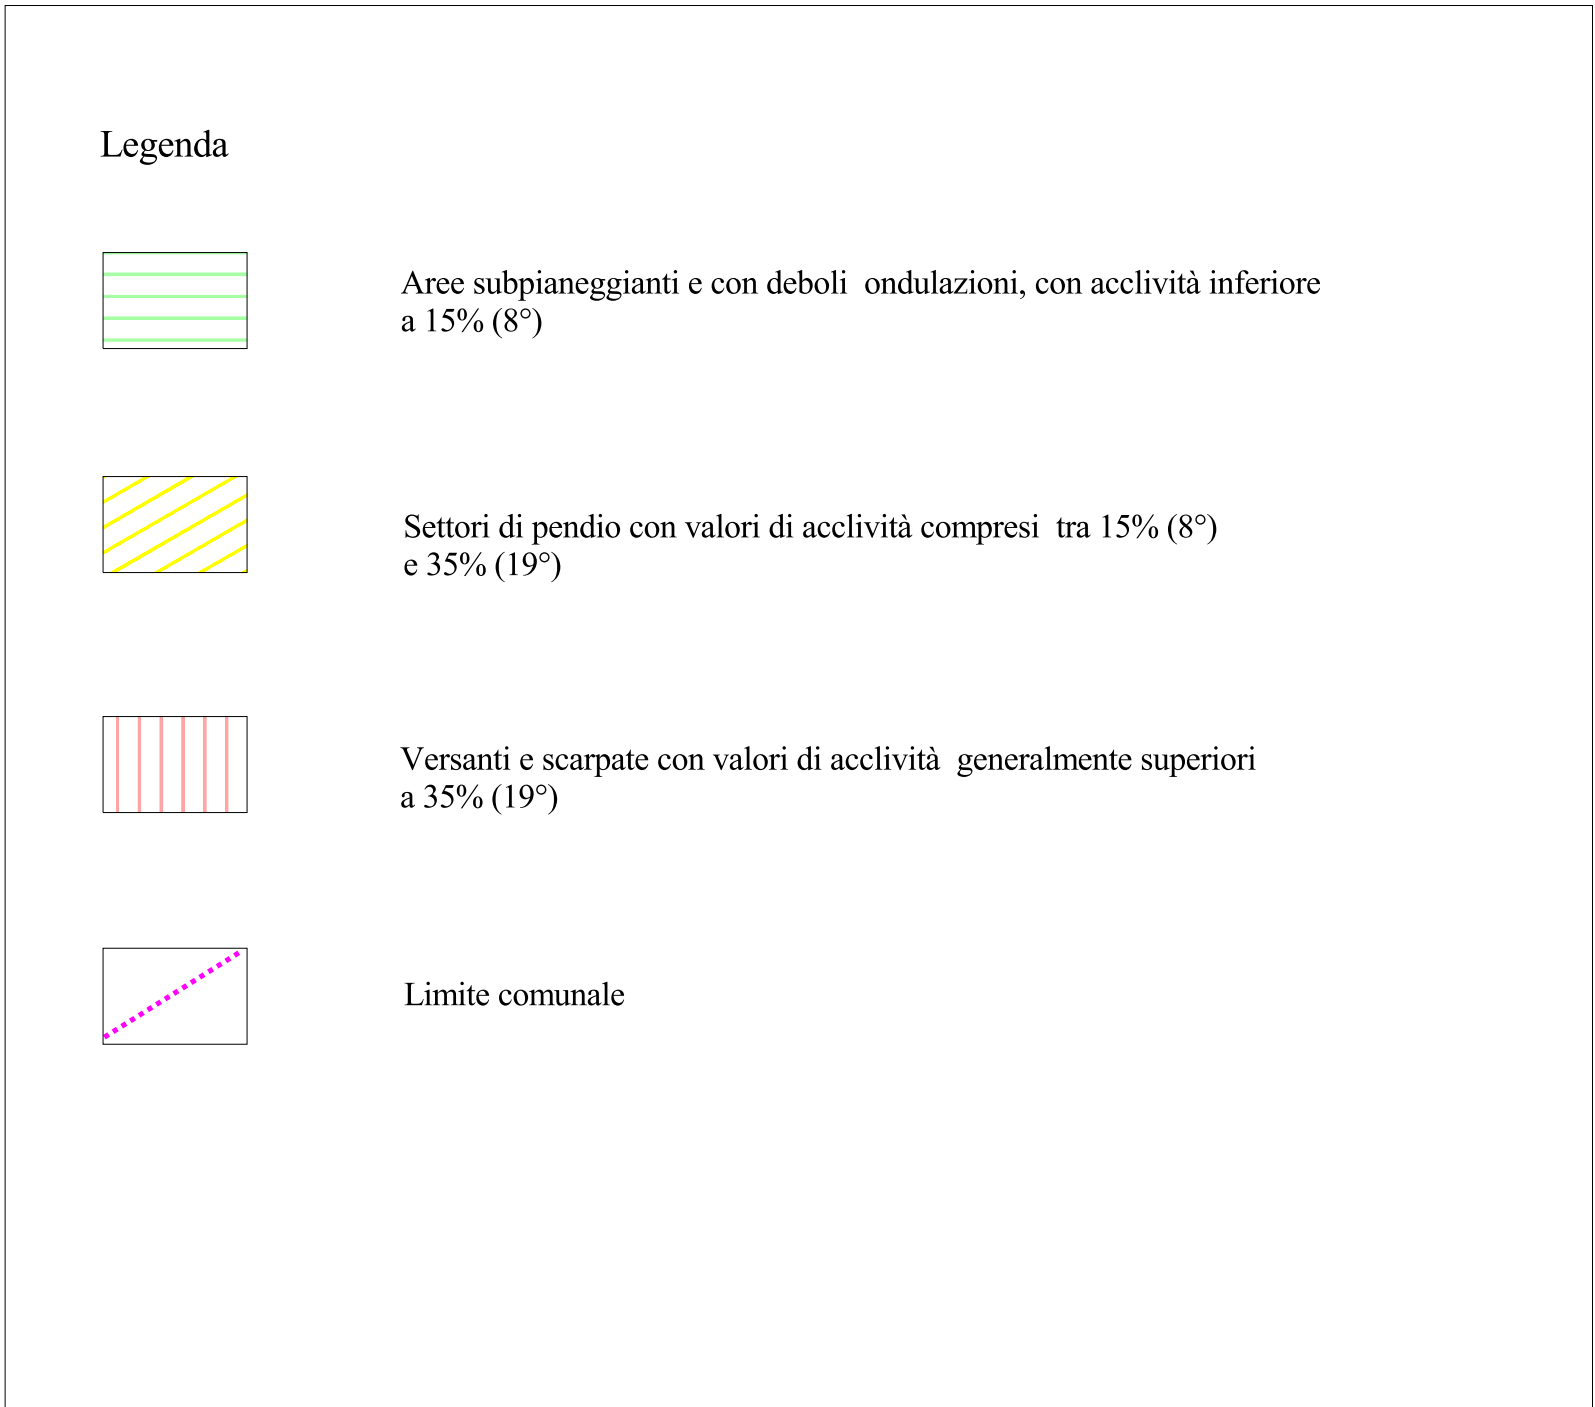 Legenda
Aree subpianeggianti e con deboli  ondulazioni, con acclività inferiore
a 15% (8°)
Settori di pendio con valori di acclività compresi  tra 15% (8°)
e 35% (19°)
Versanti e scarpate con valori di acclività  generalmente superiori
a 35% (19°)
Limite comunale